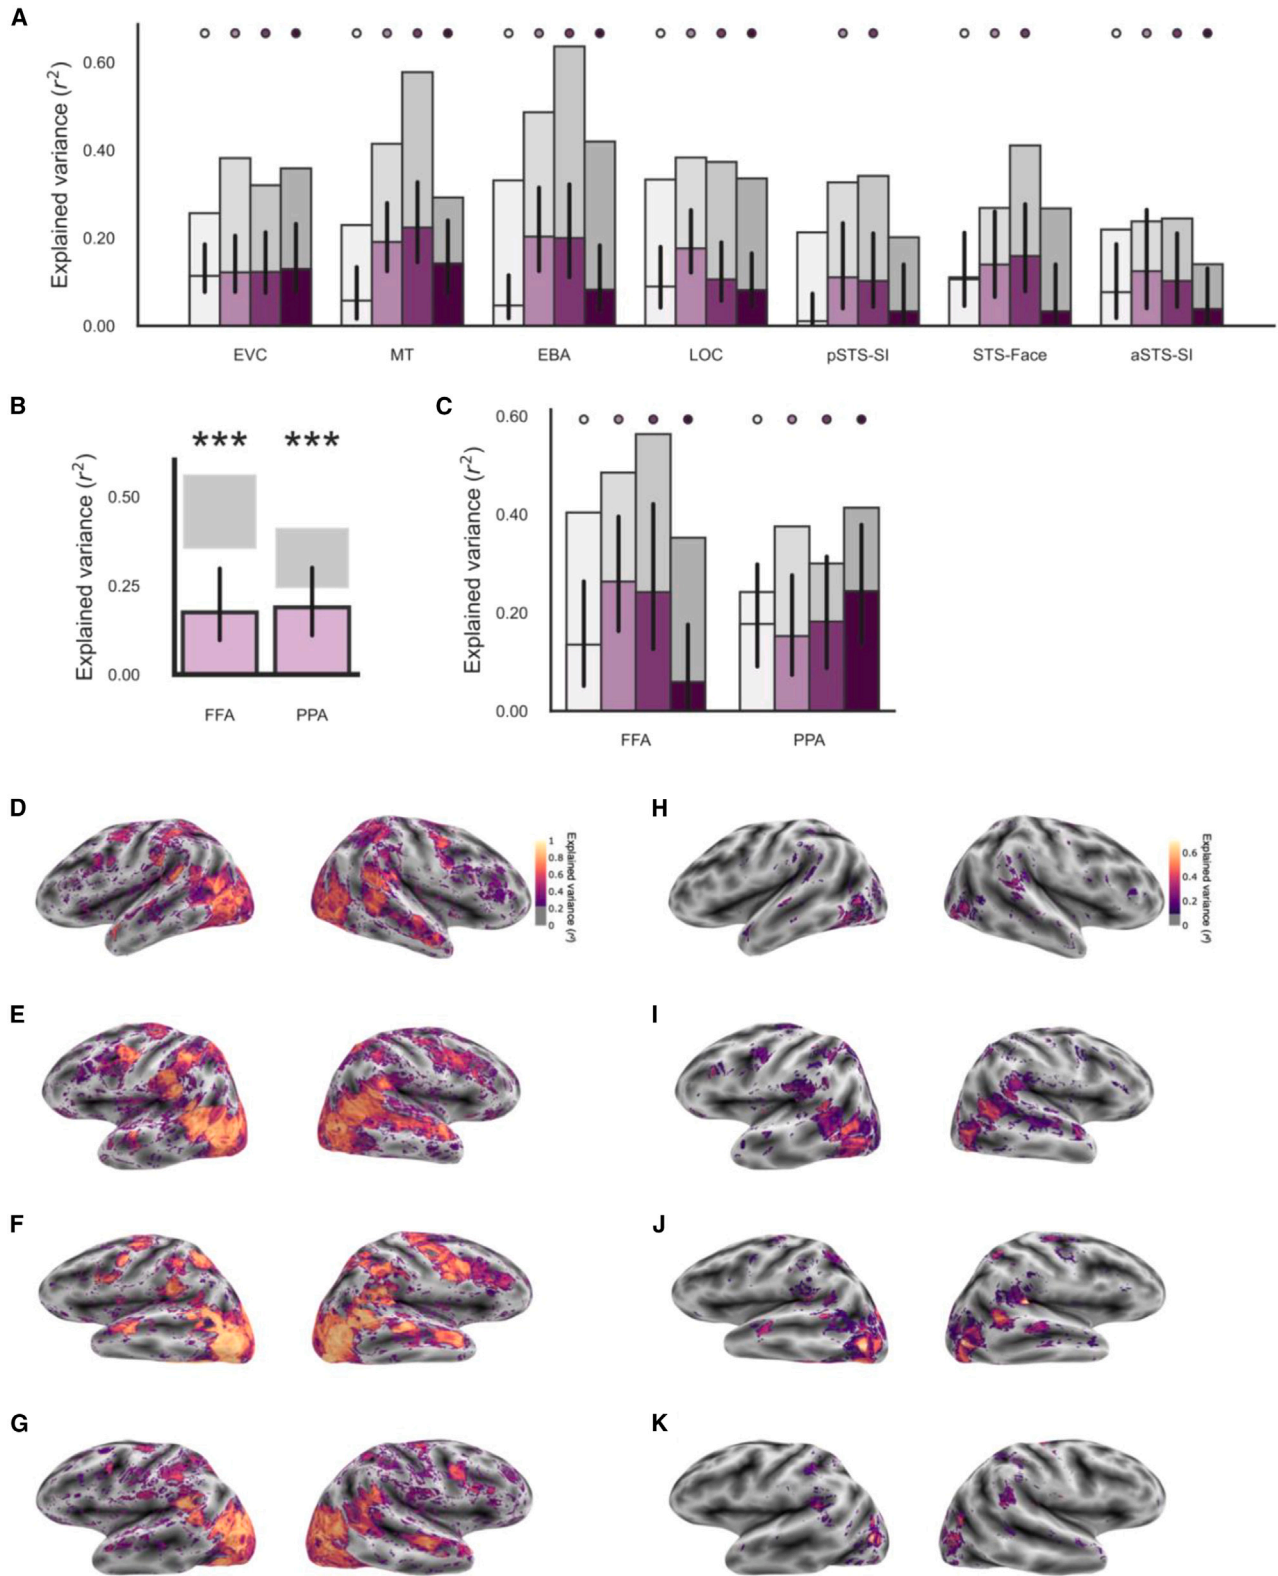 A
Explained variance (r²)
0.60
0.40
0.20
0.00
EVC MT EBA LOC pSTS-SI STS-Face aSTS-SI
B
Explained variance (r²)
*** ***
0.50
0.25
0.00
FFA PPA
C
Explained variance (r²)
0.60
0.40
0.20
0.00
FFA PPA
D
1
0.8
0.6
0.4
0.2
0
Explained variance (r²)
H
0.6
0.4
0.2
0
Explained variance (r²)
E
I
F
J
G
K